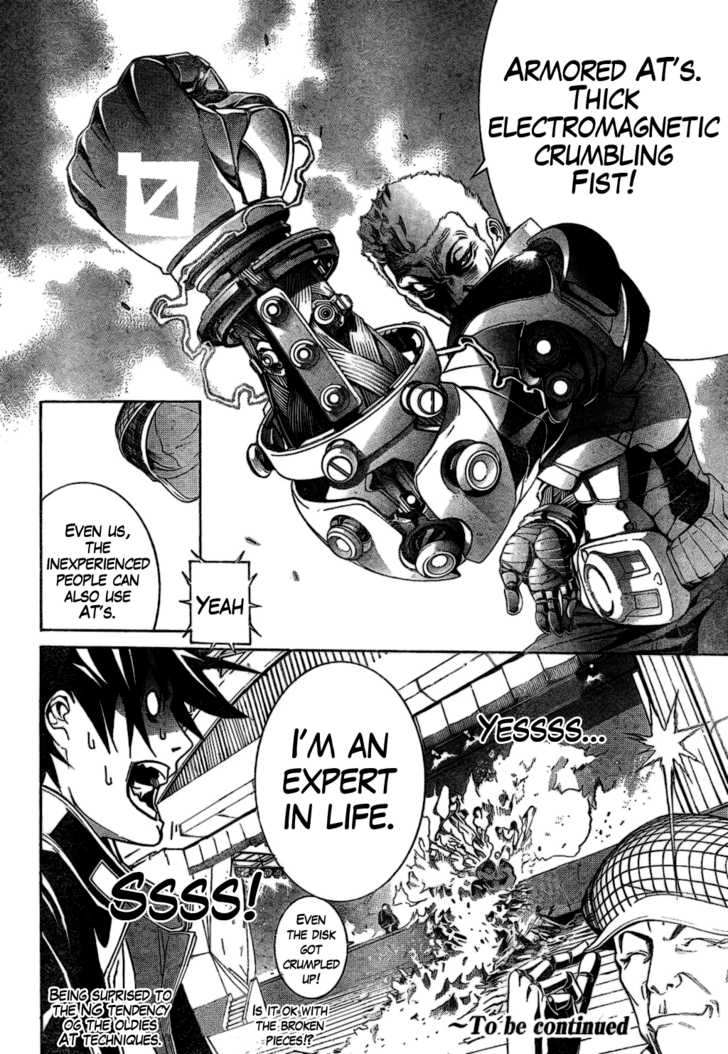 ARMORED AT'S.
THICK
ELECTROMAGNETIC
CRUMBLING
FIST!
EVEN US,
THE
INEXPERIENCED
PEOPLE CAN
ALSO USE
AT'S.
YEAH
YESSSS...
I'M AN
EXPERT
IN LIFE.
SSSS!
EVEN
THE DISK
GOT
CRUMPLED
UP!
IS IT OK WITH
THE BROKEN
PIECES!?
BEING SUPRISED TO
THE NG TENDENCY
OG THE OLDIES
AT TECHNIQUES.
~To be continued